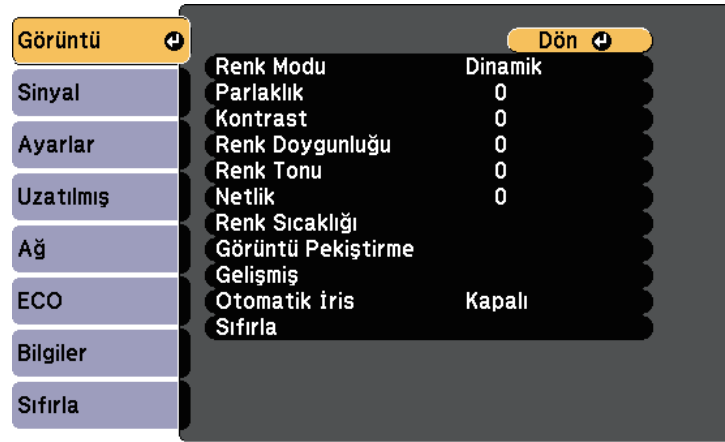 Görüntü
Sinyal
Ayarlar
Uzatılmış
Ağ
ECO
Bilgiler
Sıfırla
Dön
Renk Modu Dinamik
Parlaklık 0
Kontrast 0
Renk Doygunluğu 0
Renk Tonu 0
Netlik 0
Renk Sıcaklığı
Görüntü Pekiştirme
Gelişmiş
Otomatik İris Kapalı
Sıfırla